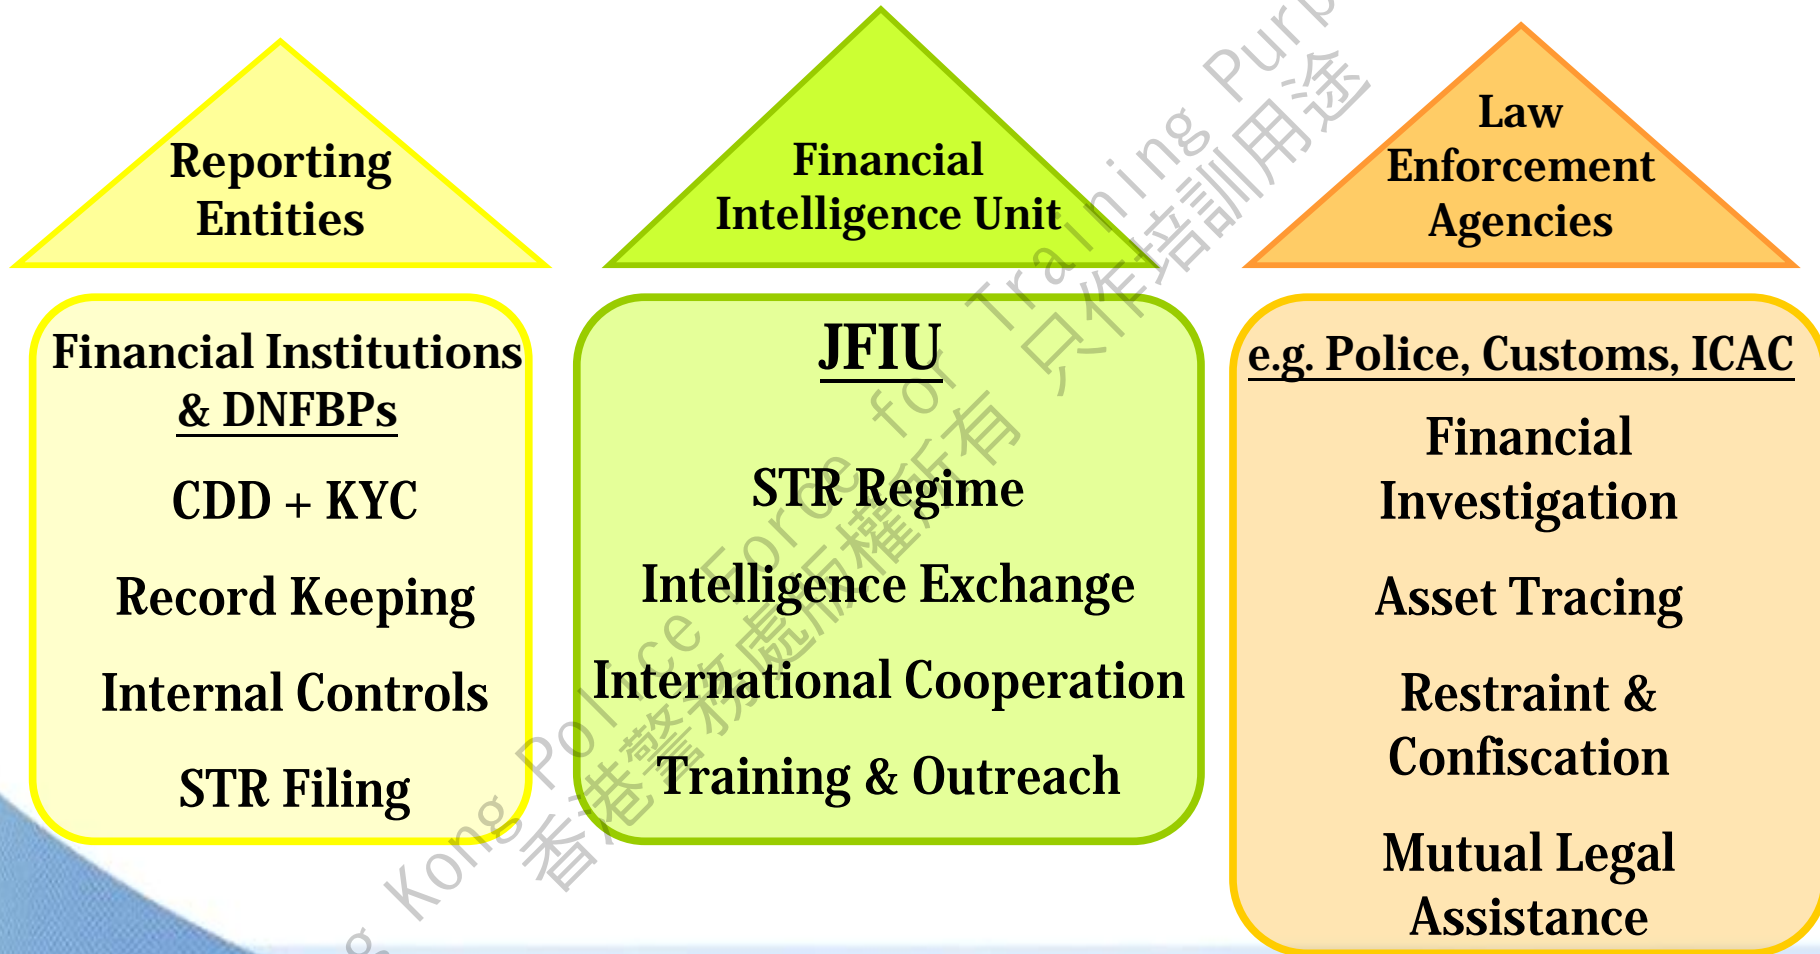 Reporting
Entities
Financial Institutions
& DNFBPs
CDD + KYC
Record Keeping
Internal Controls
STR Filing
Financial
Intelligence Unit
JFIU
STR Regime
Intelligence Exchange
International Cooperation
Training & Outreach
Law
Enforcement
Agencies
e.g. Police, Customs, ICAC
Financial
Investigation
Asset Tracing
Restraint &
Confiscation
Mutual Legal
Assistance
Kong Police Force for Training
香港警務處版權所有 只作培訓用途